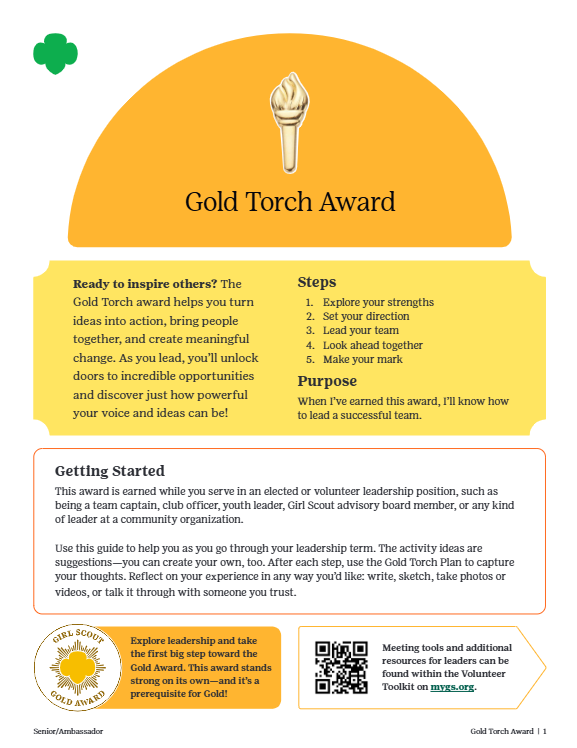 Gold Torch Award
Ready to inspire others? The
Gold Torch award helps you turn
ideas into action, bring people
together, and create meaningful
change. As you lead, you'll unlock
doors to incredible opportunities
and discover just how powerful
your voice and ideas can be!
Steps
1. Explore your strengths
2. Set your direction
3. Lead your team
4. Look ahead together
5. Make your mark
Purpose
When I've earned this award, I'll know how
to lead a successful team.
Getting Started
This award is earned while you serve in an elected or volunteer leadership position, such as
being a team captain, club officer, youth leader, Girl Scout advisory board member, or any kind
of leader at a community organization.
Use this guide to help you as you go through your leadership term. The activity ideas are
suggestions—you can create your own, too. After each step, use the Gold Torch Plan to capture
your thoughts. Reflect on your experience in any way you'd like: write, sketch, take photos or
videos, or talk it through with someone you trust.
GIRL SCOUT
GOLD AWARD
Explore leadership and take
the first big step toward the
Gold Award. This award stands
strong on its own—and it's a
prerequisite for Gold!
Meeting tools and additional
resources for leaders can be
found within the Volunteer
Toolkit on mygs.org.
Senior/Ambassador
Gold Torch Award | 1